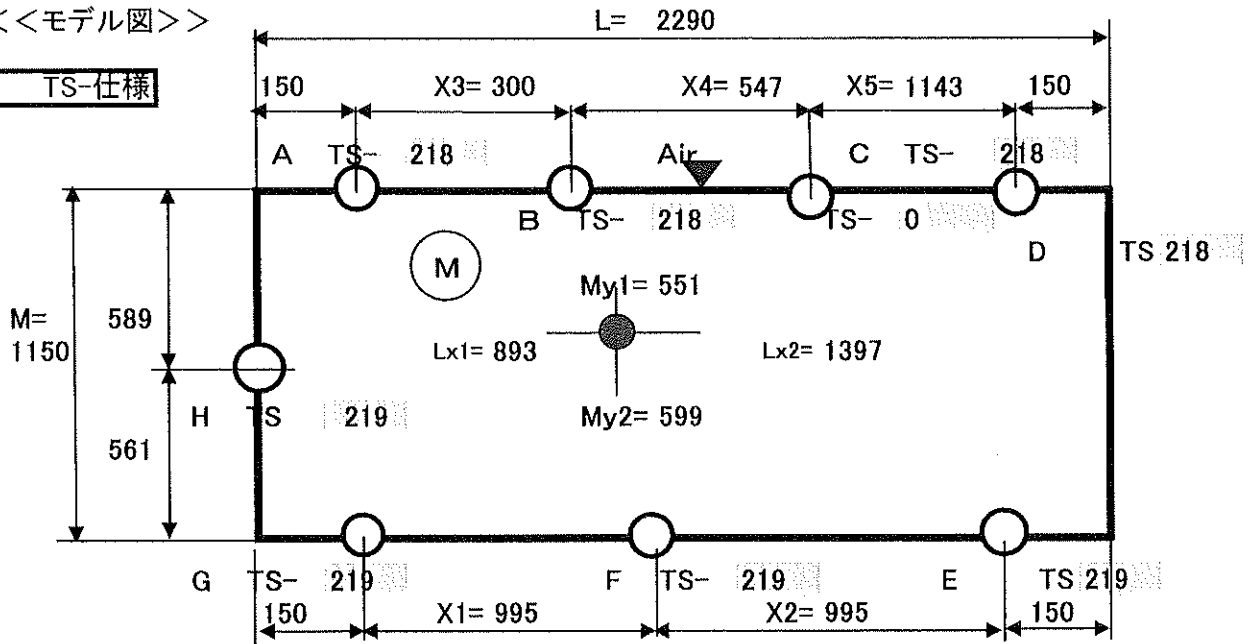 <<モデル図>>
L= 2290
TS-仕様
150 X3= 300 X4= 547 X5= 1143 150
A TS- 218 Air C TS- 218
B TS- 218 TS- 0
D TS 218
M
My1= 551
M= 1150
589
Lx1= 893 Lx2= 1397
H TS 219
My2= 599
561
G TS- 219 F TS- 219 E TS 219
150 X1= 995 X2= 995 150